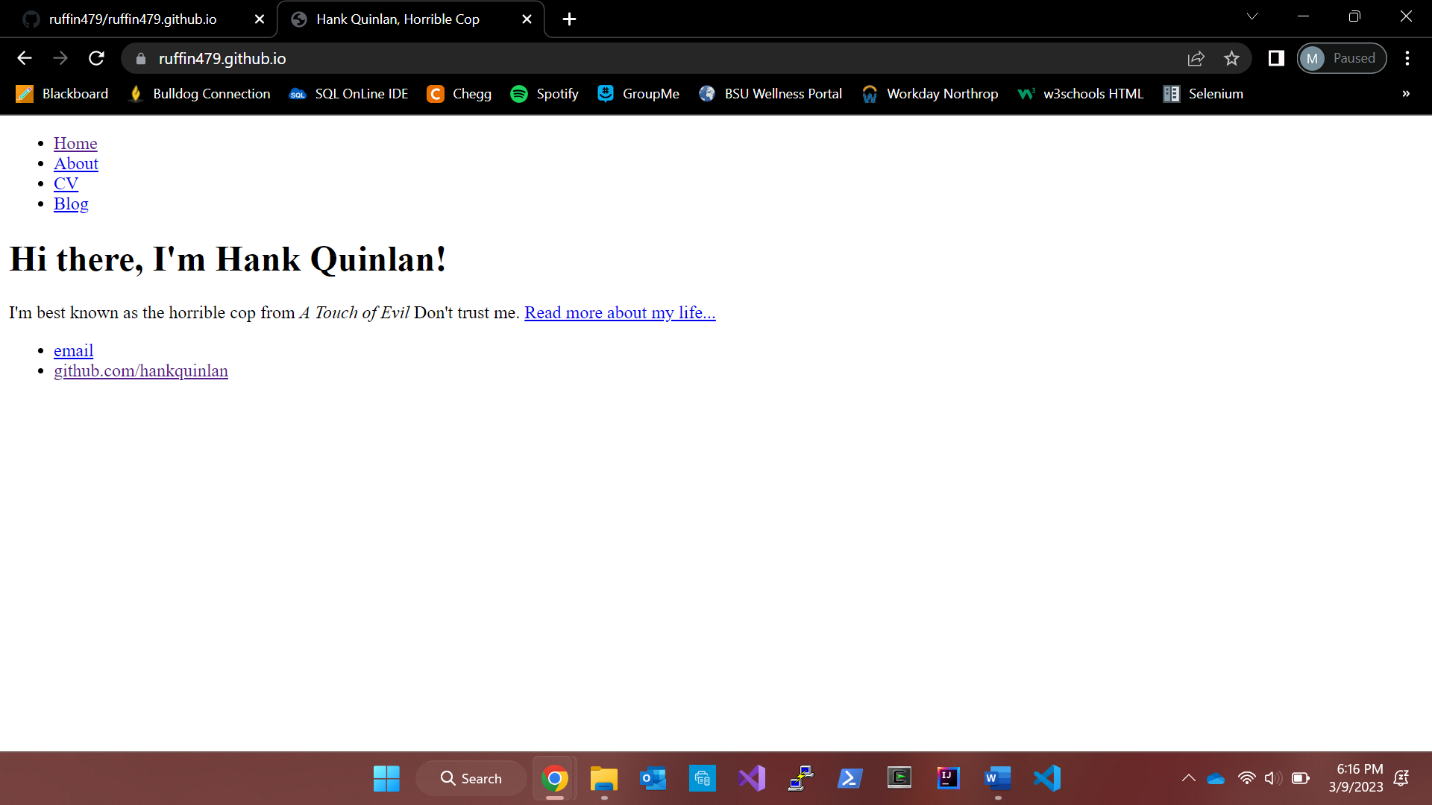 ruffin479/ruffin479.github.io
Hank Quinlan, Horrible Cop
ruffin479.github.io
M Paused
Blackboard Bulldog Connection SQL OnLine IDE Chegg Spotify GroupMe BSU Wellness Portal Workday Northrop w3schools HTML Selenium »
Home
About
CV
Blog
Hi there, I'm Hank Quinlan!
I'm best known as the horrible cop from A Touch of Evil Don't trust me. Read more about my life...
email
github.com/hankquinlan
Search
6:16 PM
3/9/2023